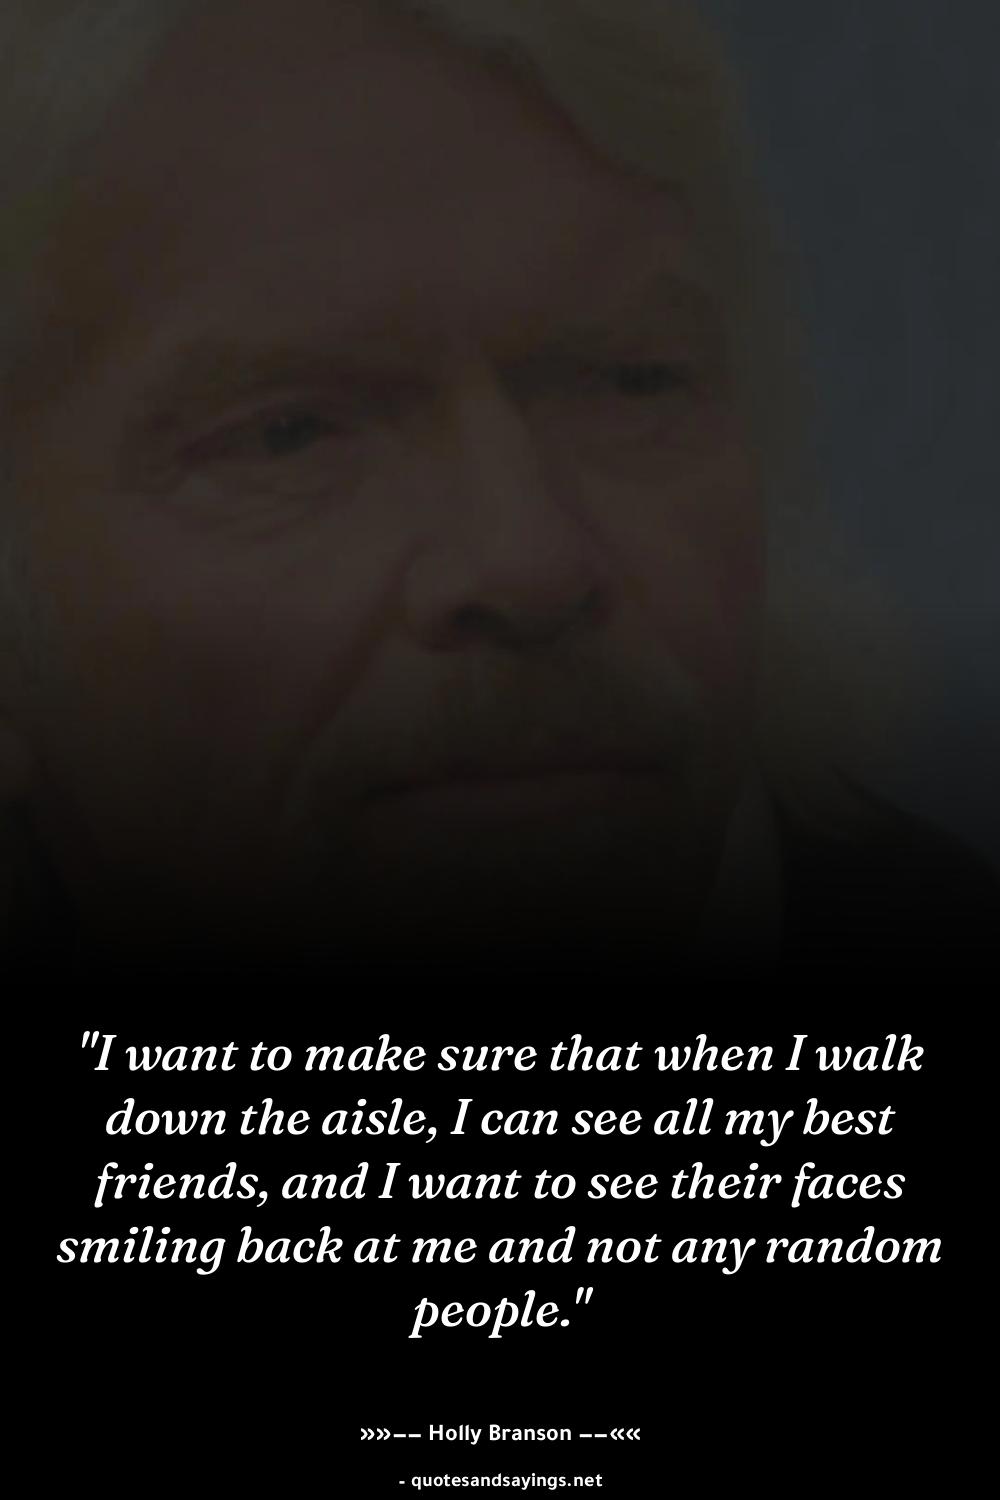 "I want to make sure that when I walk
down the aisle, I can see all my best
friends, and I want to see their faces
smiling back at me and not any random
people."
»»−− Holly Branson −−««
- quotesandsayings.net